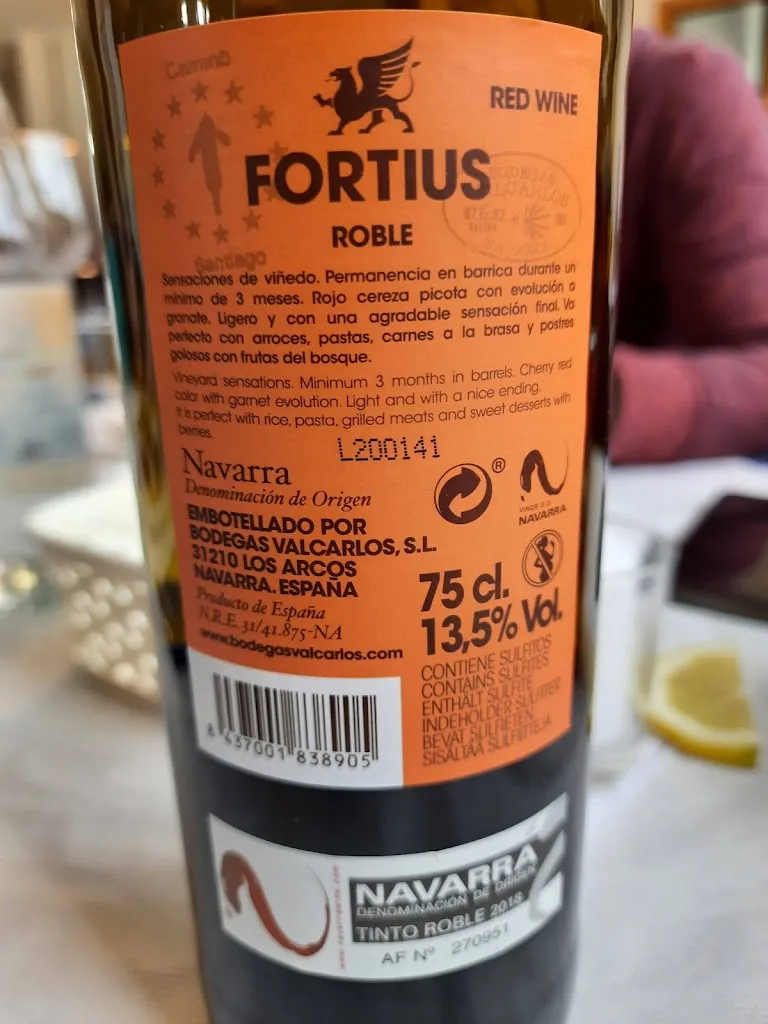 Camino
RED WINE
FORTIUS
BODEGAS
VALCARLOS
ROBLE
Santiago
Sensaciones de viñedo. Permanencia en barrica durante un
mínimo de 3 meses. Rojo cereza picota con evolución a
granate. Ligero y con una agradable sensación final. Va
perfecto con arroces, pastas, carnes a la brasa y postres
golosos con frutas del bosque.
Vineyard sensations. Minimum 3 months in barrels. Cherry red
color with garnet evolution. Light and with a nice ending.
It is perfect with rice, pasta, grilled meats and sweet desserts with
berries.
L200141
Navarra
Denominación de Origen
®
VINOS D.O.
NAVARRA
EMBOTELLADO POR
BODEGAS VALCARLOS, S.L.
31210 LOS ARCOS
NAVARRA. ESPAÑA
Producto de España
N.R.E. 31/41.875-NA
www.bodegasvalcarlos.com
75 cl.
13,5% Vol.
CONTIENE SULFITOS
CONTAINS SULFITES
ENTHÄLT SULFITE
INDEHOLDER SULFITTER
BEVAT SULFIETEN
SISÄLTÄÄ SULFIITTEJA
8 437001 838905
www.navarrawine.com
NAVARRA
DENOMINACIÓN DE ORIGEN
TINTO ROBLE 2018
AF Nº 270951